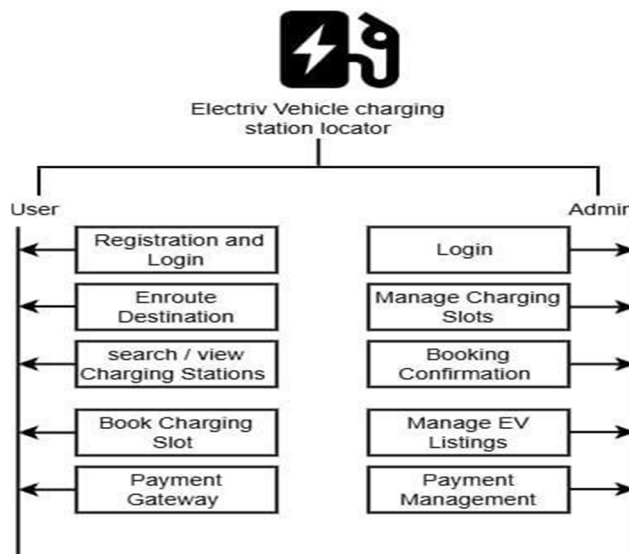 Electriv Vehicle charging
station locator
User
Admin
Registration and
Login
Login
Enroute
Destination
Manage Charging
Slots
search / view
Charging Stations
Booking
Confirmation
Book Charging
Slot
Manage EV
Listings
Payment
Gateway
Payment
Management